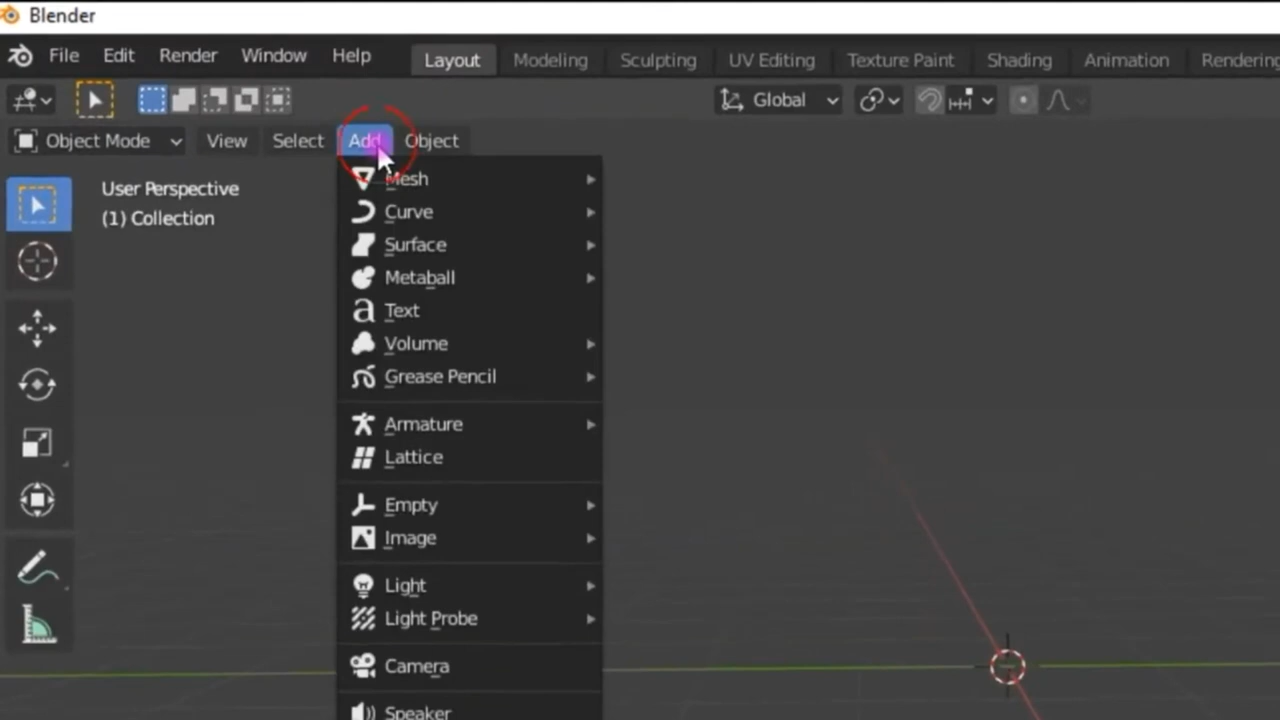 Blender
File Edit Render Window Help Layout Modeling Sculpting UV Editing Texture Paint Shading Animation Rendering
Global
Object Mode View Select Add Object
User Perspective
(1) Collection
Mesh
Curve
Surface
Metaball
Text
Volume
Grease Pencil
Armature
Lattice
Empty
Image
Light
Light Probe
Camera
Speaker